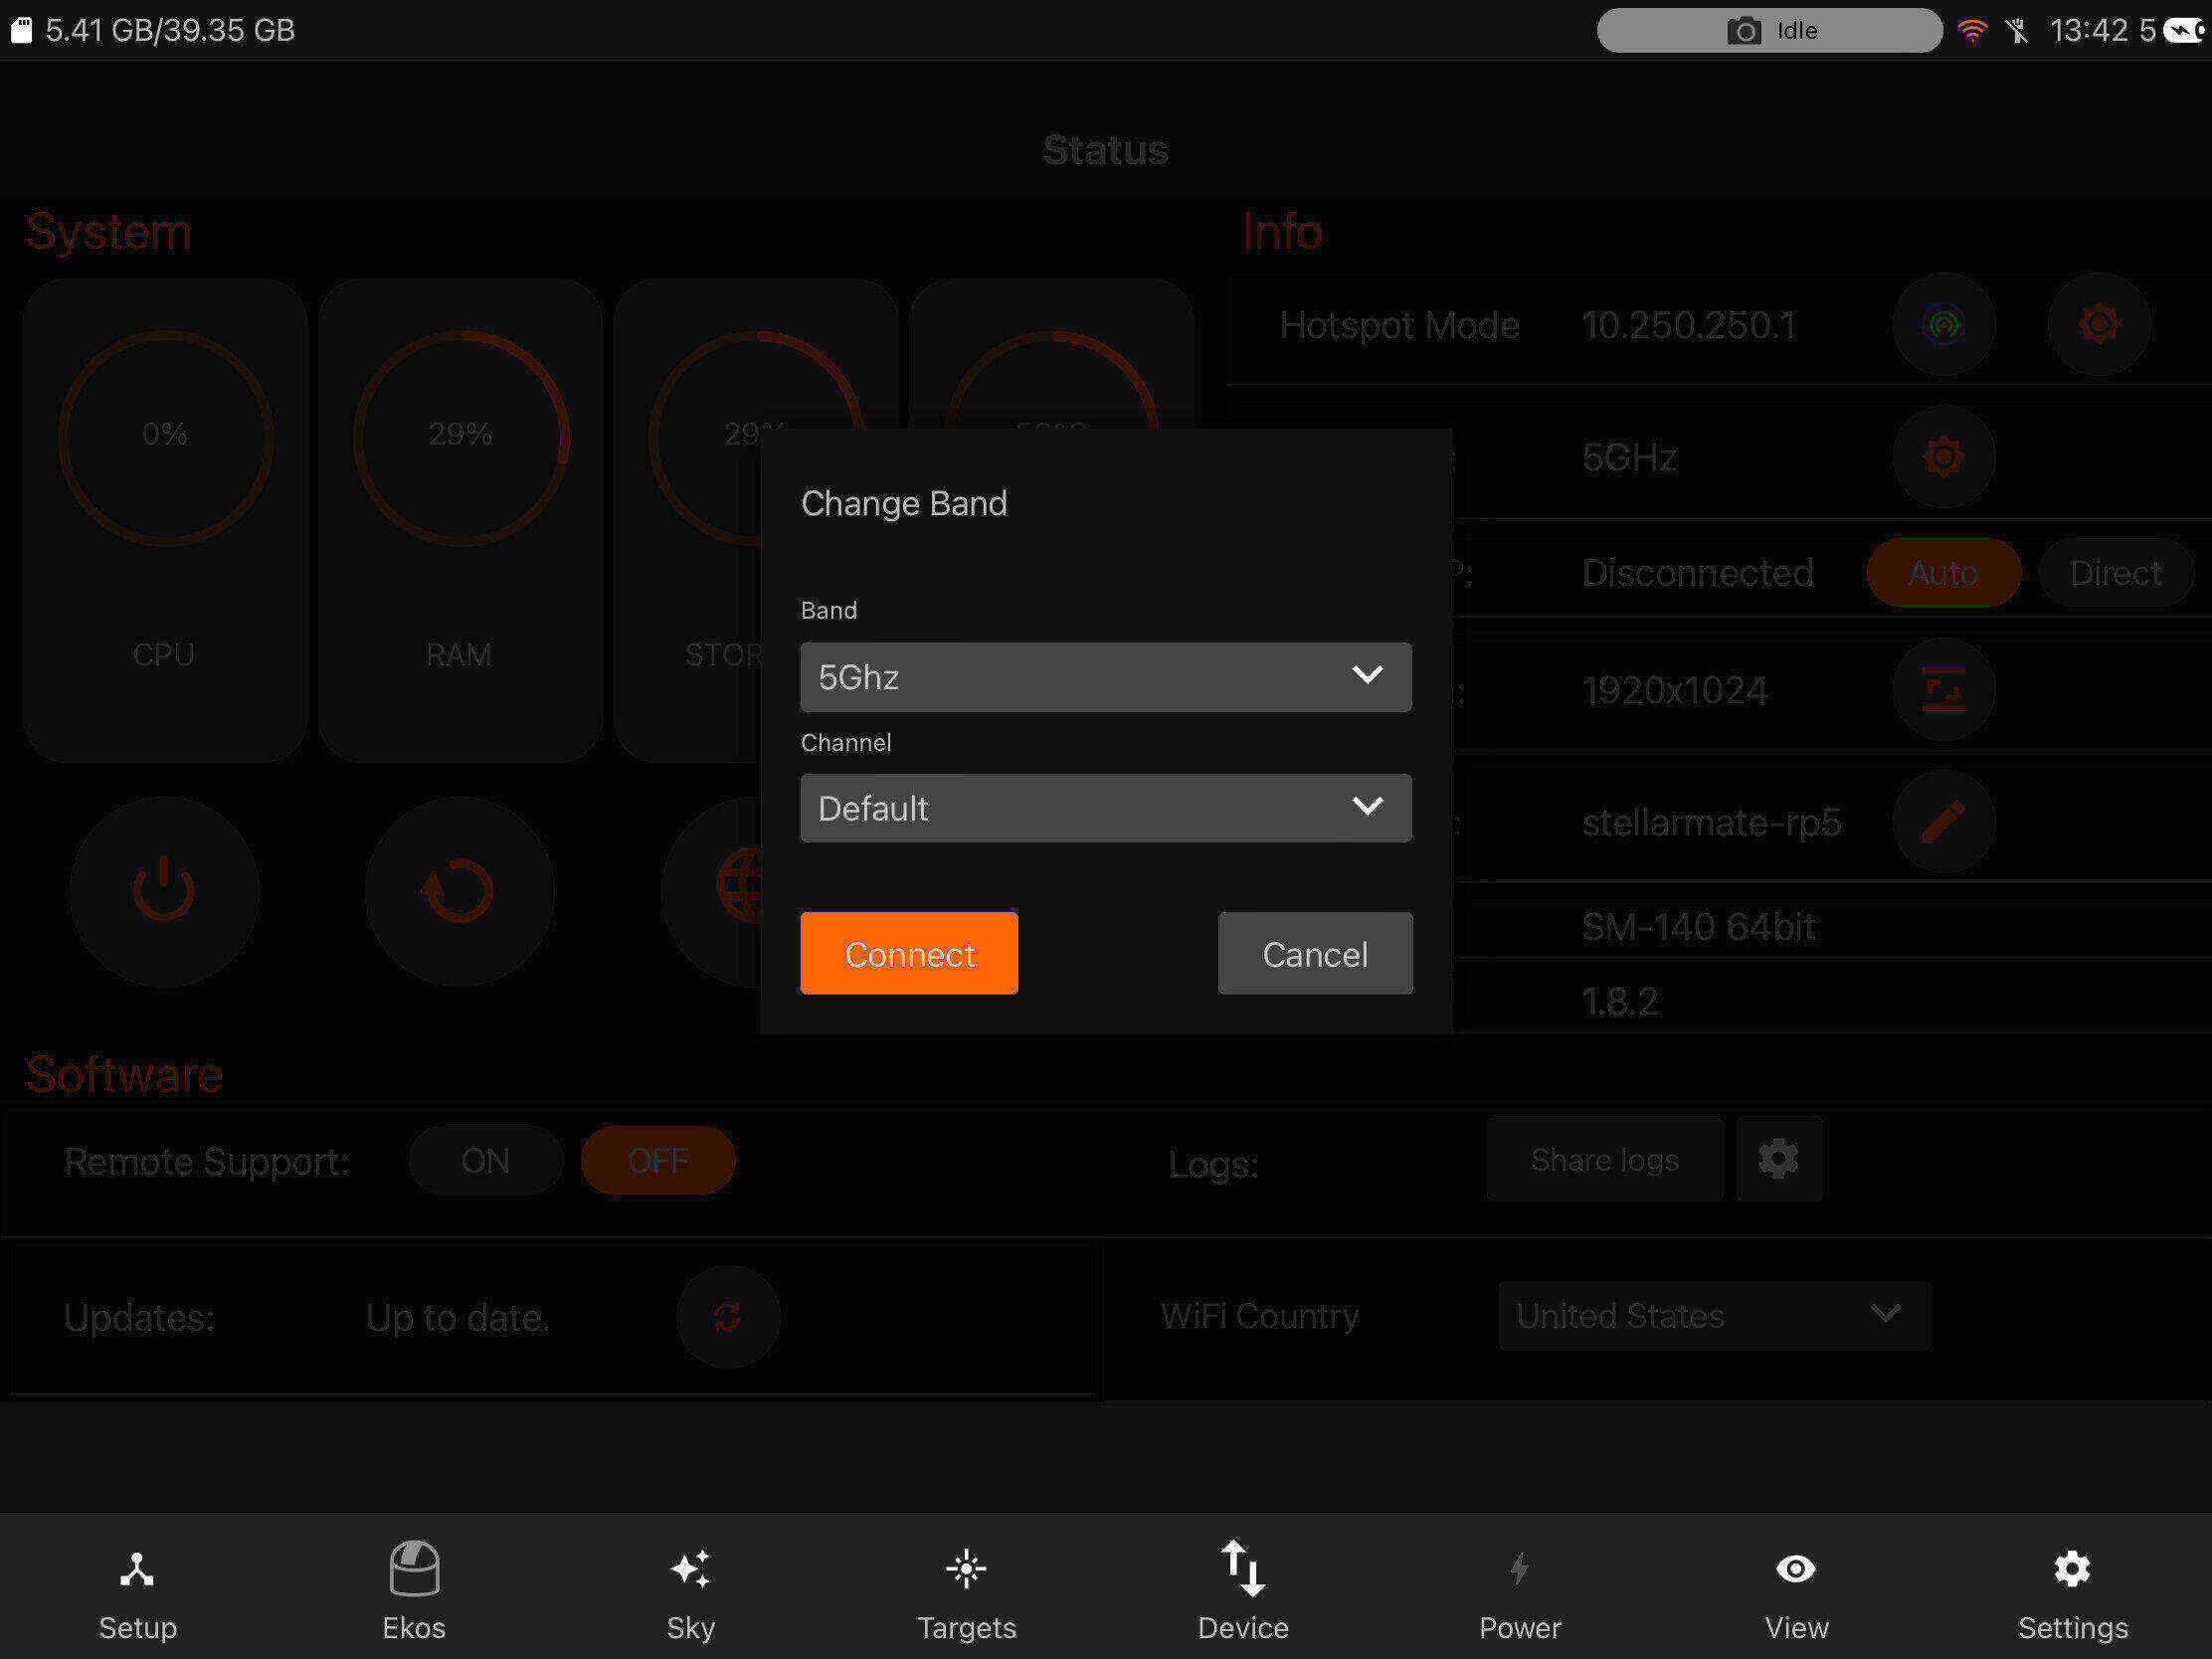 5.41 GB/39.35 GB
Idle
13:42 5
Status
System
Info
0%
29%
29%
CPU
RAM
Hotspot Mode 10.250.250.1
5GHz
Disconnected Auto Direct
1920x1024
stellarmate-rp5
SM-140 64bit
1.8.2
Change Band
Band
5Ghz
Channel
Default
Connect
Cancel
Software
Remote Support: ON OFF
Logs: Share logs
Updates: Up to date.
WiFi Country United States
Setup
Ekos
Sky
Targets
Device
Power
View
Settings